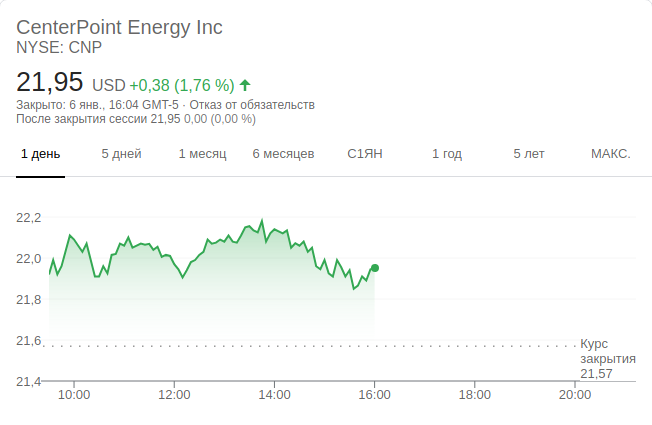 CenterPoint Energy Inc
NYSE: CNP
21,95 USD +0,38 (1,76 %)
Закрыто: 6 янв., 16:04 GMT-5 · Отказ от обязательств
После закрытия сессии 21,95 0,00 (0,00 %)
1 день 5 дней 1 месяц 6 месяцев С1ЯН 1 год 5 лет МАКС.
22,2
22,0
21,8
21,6
Курс
закрытия
21,57
21,4
10:00 12:00 14:00 16:00 18:00 20:00